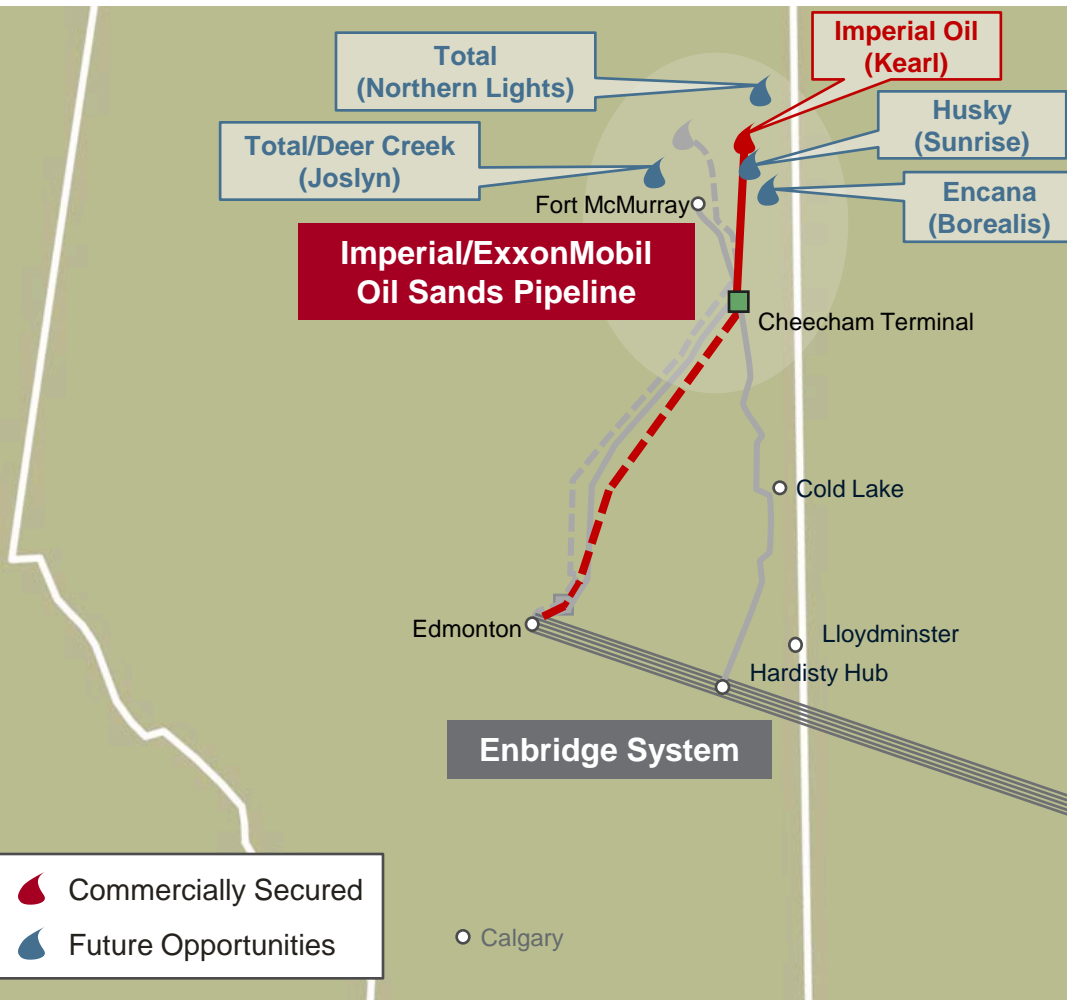 Imperial Oil
(Kearl)
Total
(Northern Lights)
Husky
(Sunrise)
Total/Deer Creek
(Joslyn)
Encana
(Borealis)
Fort McMurray
Imperial/ExxonMobil
Oil Sands Pipeline
Cheecham Terminal
Cold Lake
Edmonton
Lloydminster
Hardisty Hub
Enbridge System
Commercially Secured
Future Opportunities
Calgary